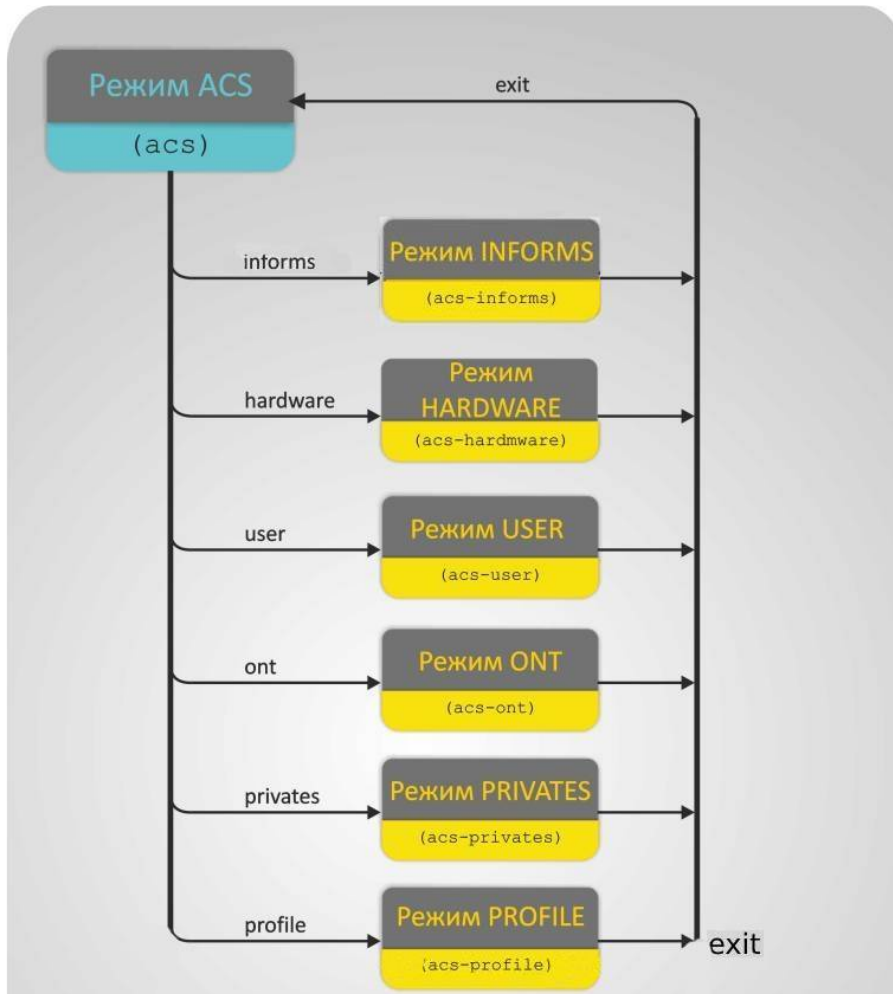 Режим ACS
exit
(acs)
informs
Режим INFORMS
(acs-informs)
hardware
Режим
HARDWARE
(acs-hardmware)
user
Режим USER
(acs-user)
ont
Режим ONT
(acs-ont)
privates
Режим PRIVATES
(acs-privates)
profile
Режим PROFILE
(acs-profile)
exit